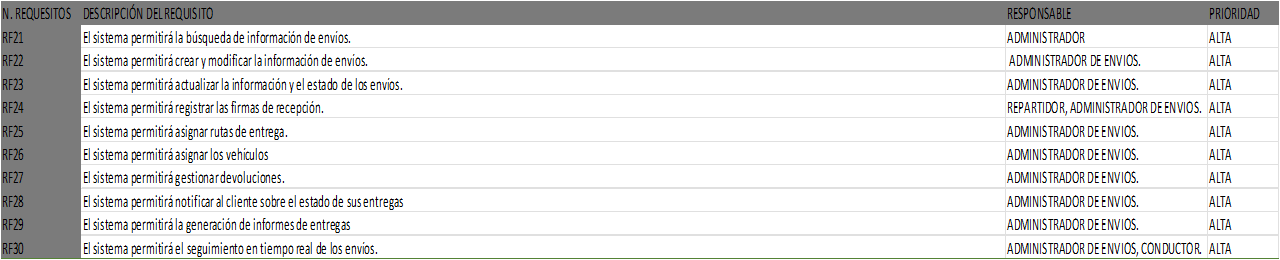 N. REQUESITOS DESCRIPCIÓN DEL REQUISITO RESPONSABLE PRIORIDAD
RF21 El sistema permitirá la búsqueda de información de envíos. ADMINISTRADOR ALTA
RF22 El sistema permitirá crear y modificar la información de envios. ADMINISTRADOR DE ENVIOS. ALTA
RF23 El sistema permitirá actualizar la información y el estado de los envíos. ADMINISTRADOR DE ENVIOS. ALTA
RF24 El sistema permitirá registrar las firmas de recepción. REPARTIDOR, ADMINISTRADOR DE ENVIOS. ALTA
RF25 El sistema permitirá asignar rutas de entrega. ADMINISTRADOR DE ENVIOS. ALTA
RF26 El sistema permitirá asignar los vehículos ADMINISTRADOR DE ENVIOS. ALTA
RF27 El sistema permitirá gestionar devoluciones. ADMINISTRADOR DE ENVIOS. ALTA
RF28 El sistema permitirá notificar al cliente sobre el estado de sus entregas ADMINISTRADOR DE ENVIOS. ALTA
RF29 El sistema permitirá la generación de informes de entregas ADMINISTRADOR DE ENVIOS. ALTA
RF30 El sistema permitirá el seguimiento en tiempo real de los envíos. ADMINISTRADOR DE ENVIOS, CONDUCTOR. ALTA